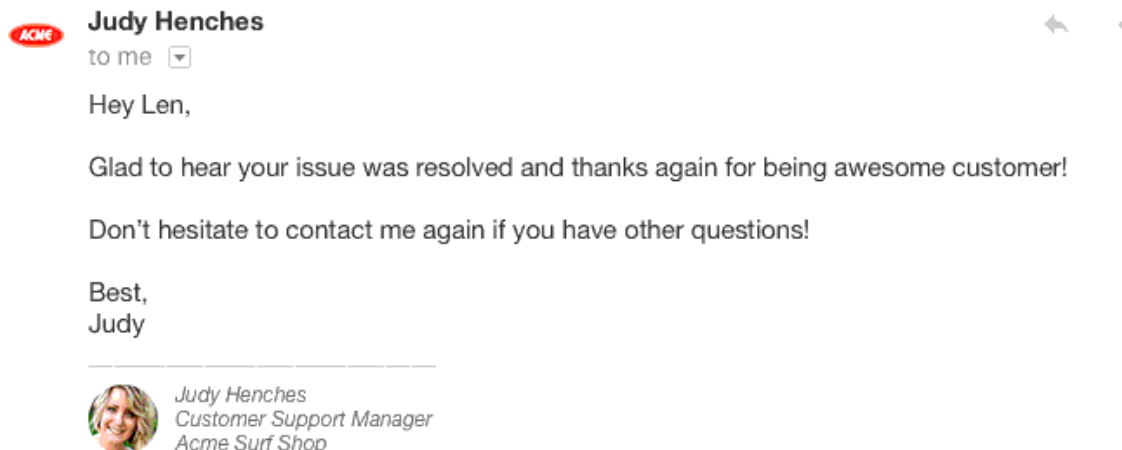 ACME
Judy Henches
to me
Hey Len,
Glad to hear your issue was resolved and thanks again for being awesome customer!
Don’t hesitate to contact me again if you have other questions!
Best,
Judy
Judy Henches
Customer Support Manager
Acme Surf Shop